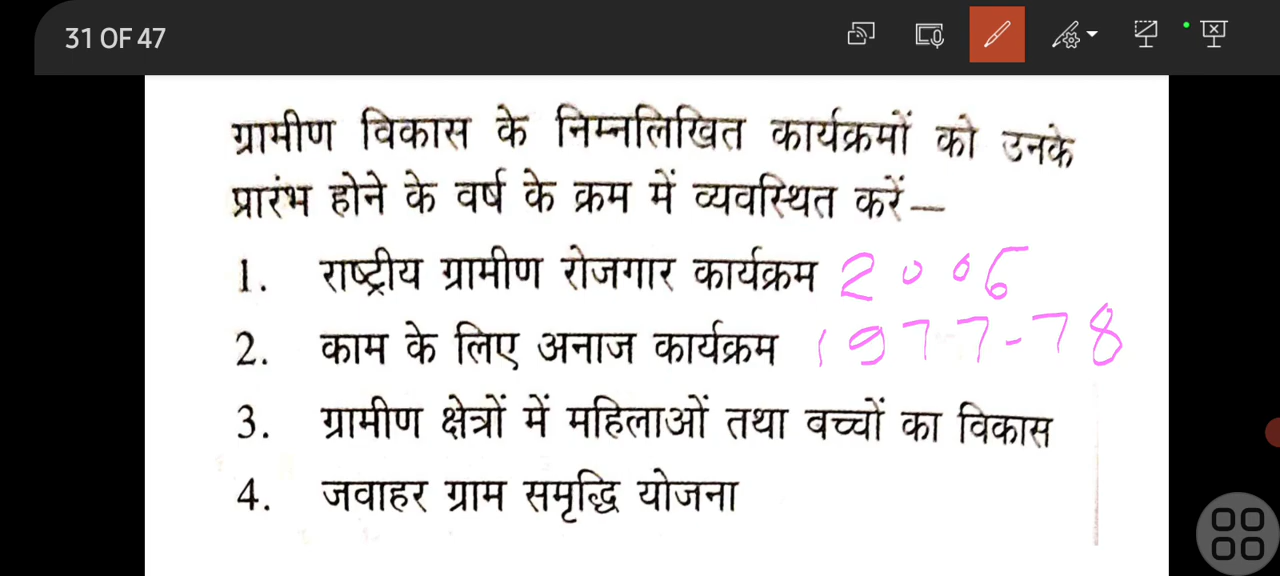 31 OF 47
ग्रामीण विकास के निम्नलिखित कार्यक्रमों को उनके
प्रारंभ होने के वर्ष के क्रम में व्यवस्थित करें—
1. राष्ट्रीय ग्रामीण रोजगार कार्यक्रम 2006
2. काम के लिए अनाज कार्यक्रम 1977-78
3. ग्रामीण क्षेत्रों में महिलाओं तथा बच्चों का विकास
4. जवाहर ग्राम समृद्धि योजना